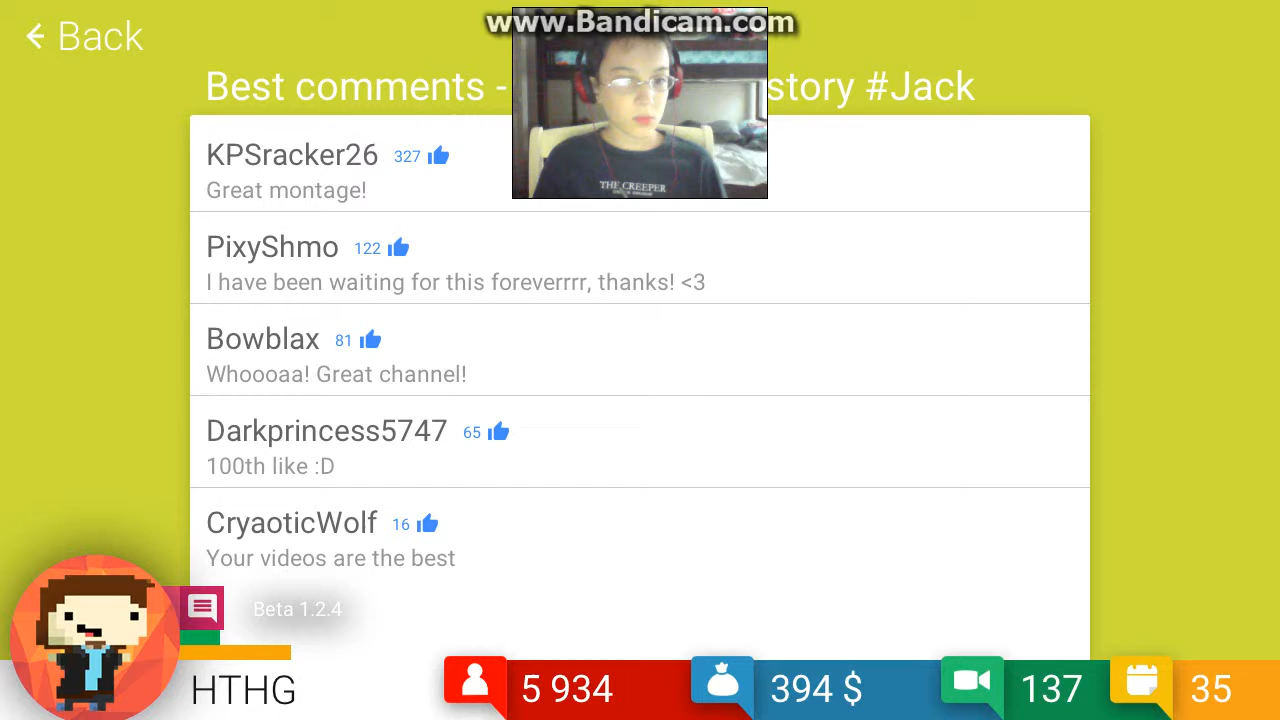 www.Bandicam.com
Back
Best comments - story #Jack
KPSracker26 327
Great montage!
THE CREEPER
PixyShmo 122
I have been waiting for this foreverrrr, thanks! <3
Bowblax 81
Whoooaa! Great channel!
Darkprincess5747 65
100th like :D
CryaoticWolf 16
Your videos are the best
Beta 1.2.4
HTHG
5 934
394 $
137
35